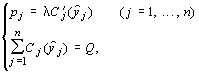 p_j = λC′_j(ŷ_j)   (j = 1, …, n)
∑_{j=1}^{n} C_j(ŷ_j) = Q,